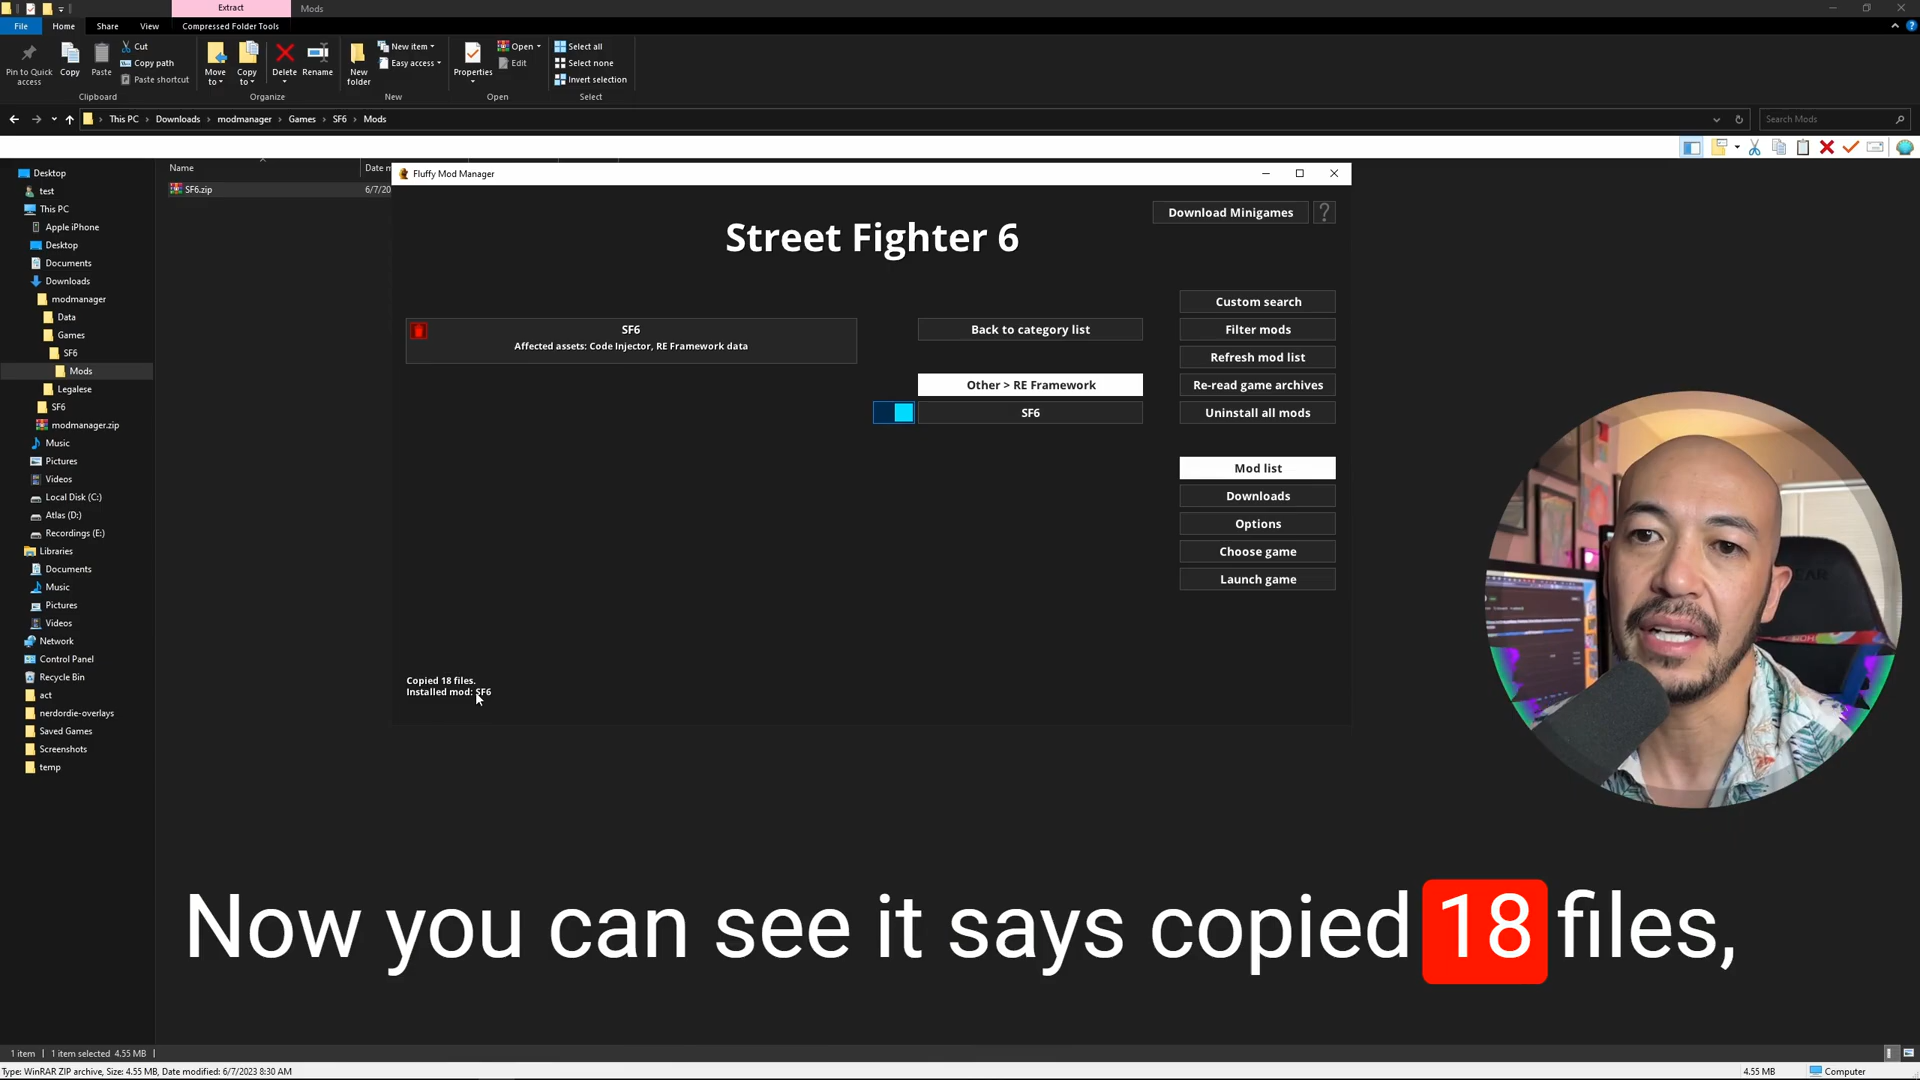 Extract
Mods
File
Home
Share
View
Compressed Folder Tools
Pin to Quick access
Copy
Paste
Cut
Copy path
Paste shortcut
Clipboard
Move to
Copy to
Delete
Rename
Organize
New folder
New item
Easy access
New
Properties
Open
Edit
Open
Select all
Select none
Invert selection
Select
This PC > Downloads > modmanager > Games > SF6 > Mods
Search Mods
Desktop
test
This PC
Apple iPhone
Desktop
Documents
Downloads
modmanager
Data
Games
SF6
Mods
Legalese
SF6
modmanager.zip
Music
Pictures
Videos
Local Disk (C:)
Atlas (D:)
Recordings (E:)
Libraries
Documents
Music
Pictures
Videos
Network
Control Panel
Recycle Bin
act
nerdordie-overlays
Saved Games
Screenshots
temp
Name
Date m
SF6.zip
6/7/20
Fluffy Mod Manager
Street Fighter 6
Download Minigames
?
SF6
Affected assets: Code Injector, RE Framework data
Back to category list
Other > RE Framework
SF6
Custom search
Filter mods
Refresh mod list
Re-read game archives
Uninstall all mods
Mod list
Downloads
Options
Choose game
Launch game
Copied 18 files.
Installed mod: SF6
Now you can see it says copied 18 files,
1 item
1 item selected 4.55 MB
Type: WinRAR ZIP archive, Size: 4.55 MB, Date modified: 6/7/2023 8:30 AM
4.55 MB
Computer